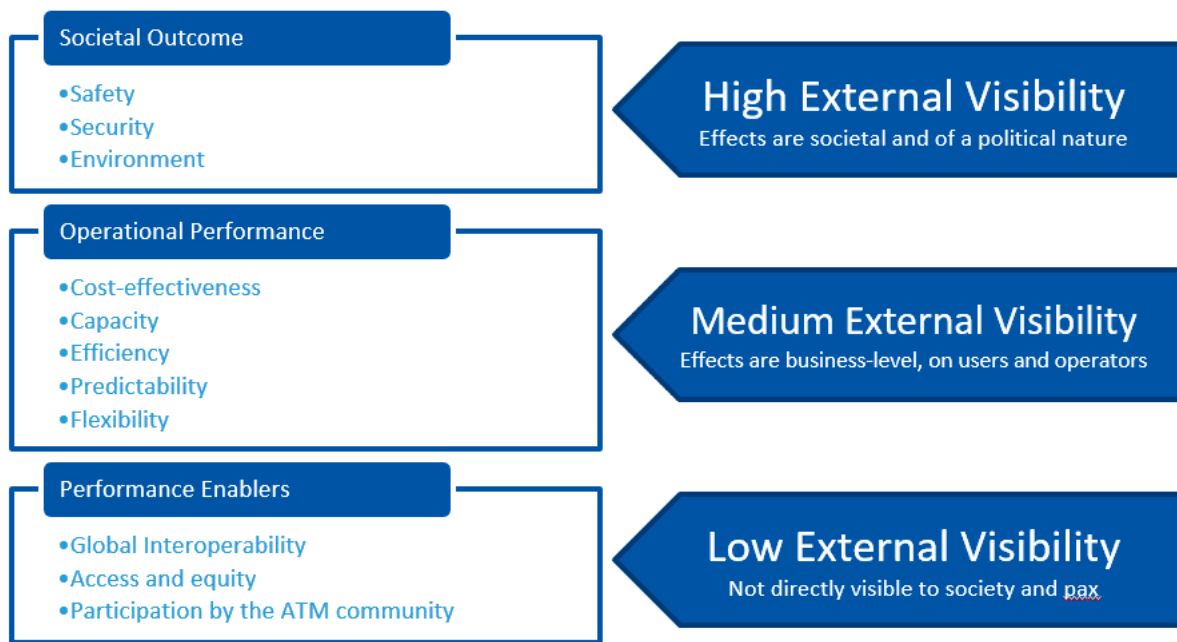 Societal Outcome
•Safety
•Security
•Environment
High External Visibility
Effects are societal and of a political nature
Operational Performance
•Cost-effectiveness
•Capacity
•Efficiency
•Predictability
•Flexibility
Medium External Visibility
Effects are business-level, on users and operators
Performance Enablers
•Global Interoperability
•Access and equity
•Participation by the ATM community
Low External Visibility
Not directly visible to society and pax